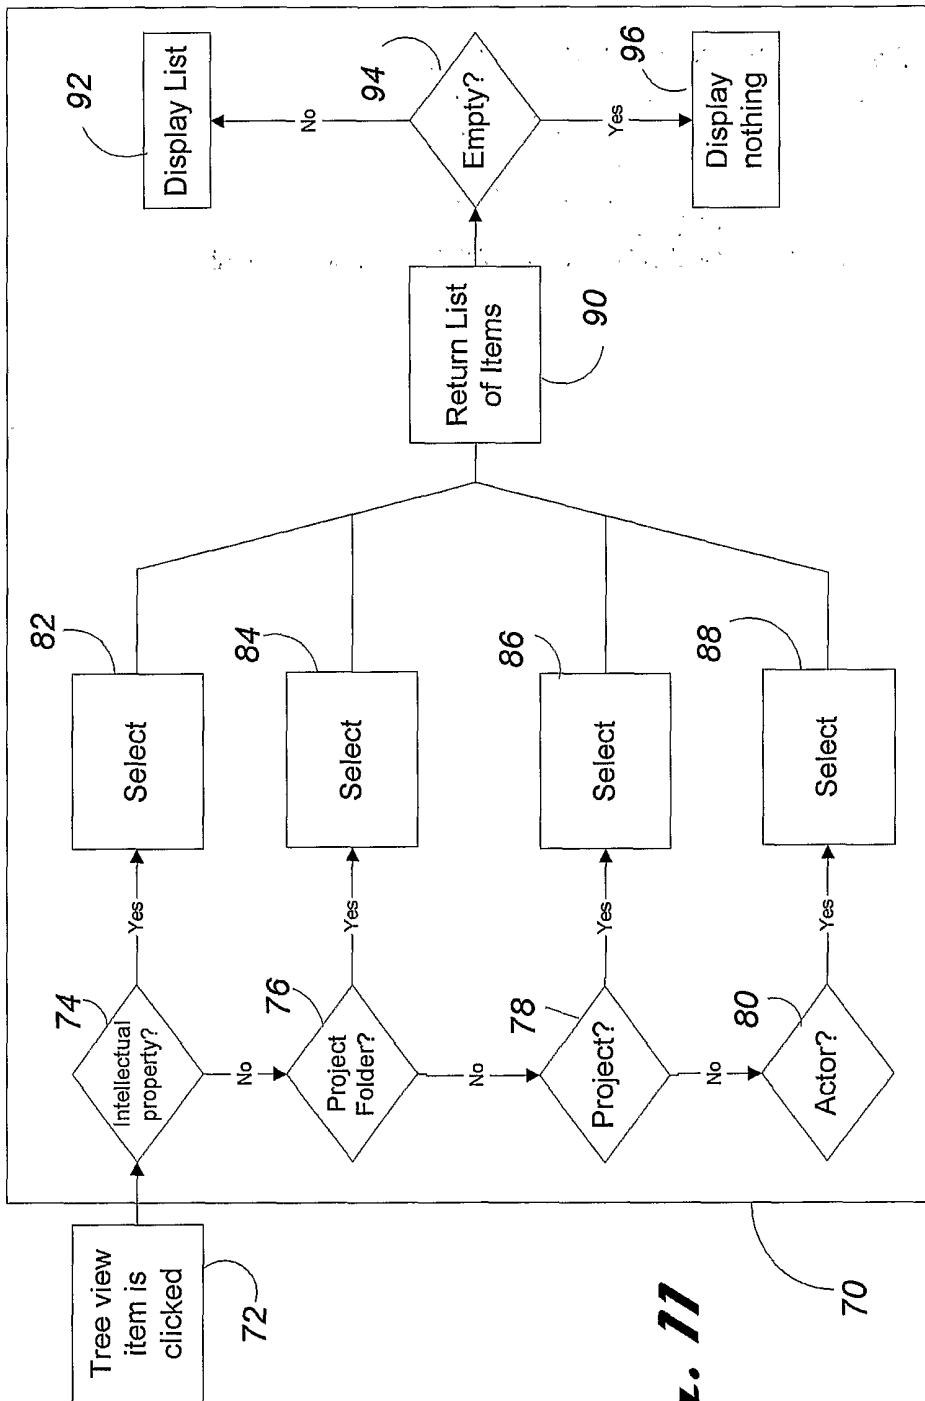 Tree view
item is
clicked
72
70
Intellectual
property?
74
Yes
Select
82
No
Project
Folder?
76
Yes
Select
84
No
Project?
78
Yes
Select
86
No
Actor?
80
Yes
Select
88
Return List
of Items
90
Empty?
94
No
Display List
92
Yes
Display
nothing
96
11